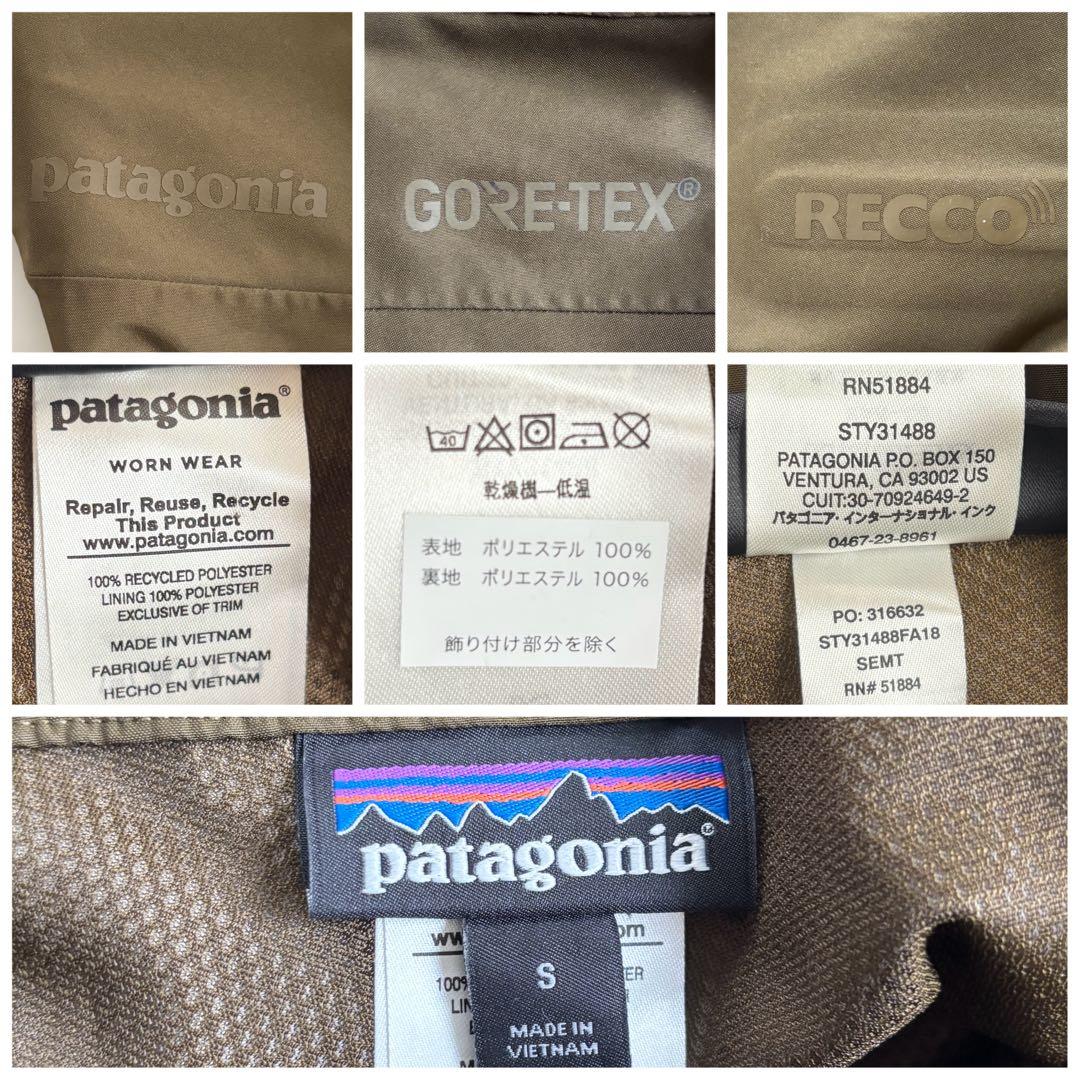 patagonia
GORE-TEX®
RECCO
patagonia®
WORN WEAR
Repair, Reuse, Recycle
This Product
www.patagonia.com
100% RECYCLED POLYESTER
LINING 100% POLYESTER
EXCLUSIVE OF TRIM
MADE IN VIETNAM
FABRIQUÉ AU VIETNAM
HECHO EN VIETNAM
40
乾燥機—低温
表地 ポリエステル 100%
裏地 ポリエステル 100%
飾り付け部分を除く
RN51884
STY31488
PATAGONIA P.O. BOX 150
VENTURA, CA 93002 US
CUIT:30-70924649-2
パタゴニア・インターナショナル・インク
0467-23-8961
PO: 316632
STY31488FA18
SEMT
RN# 51884
patagonia®
S
MADE IN
VIETNAM